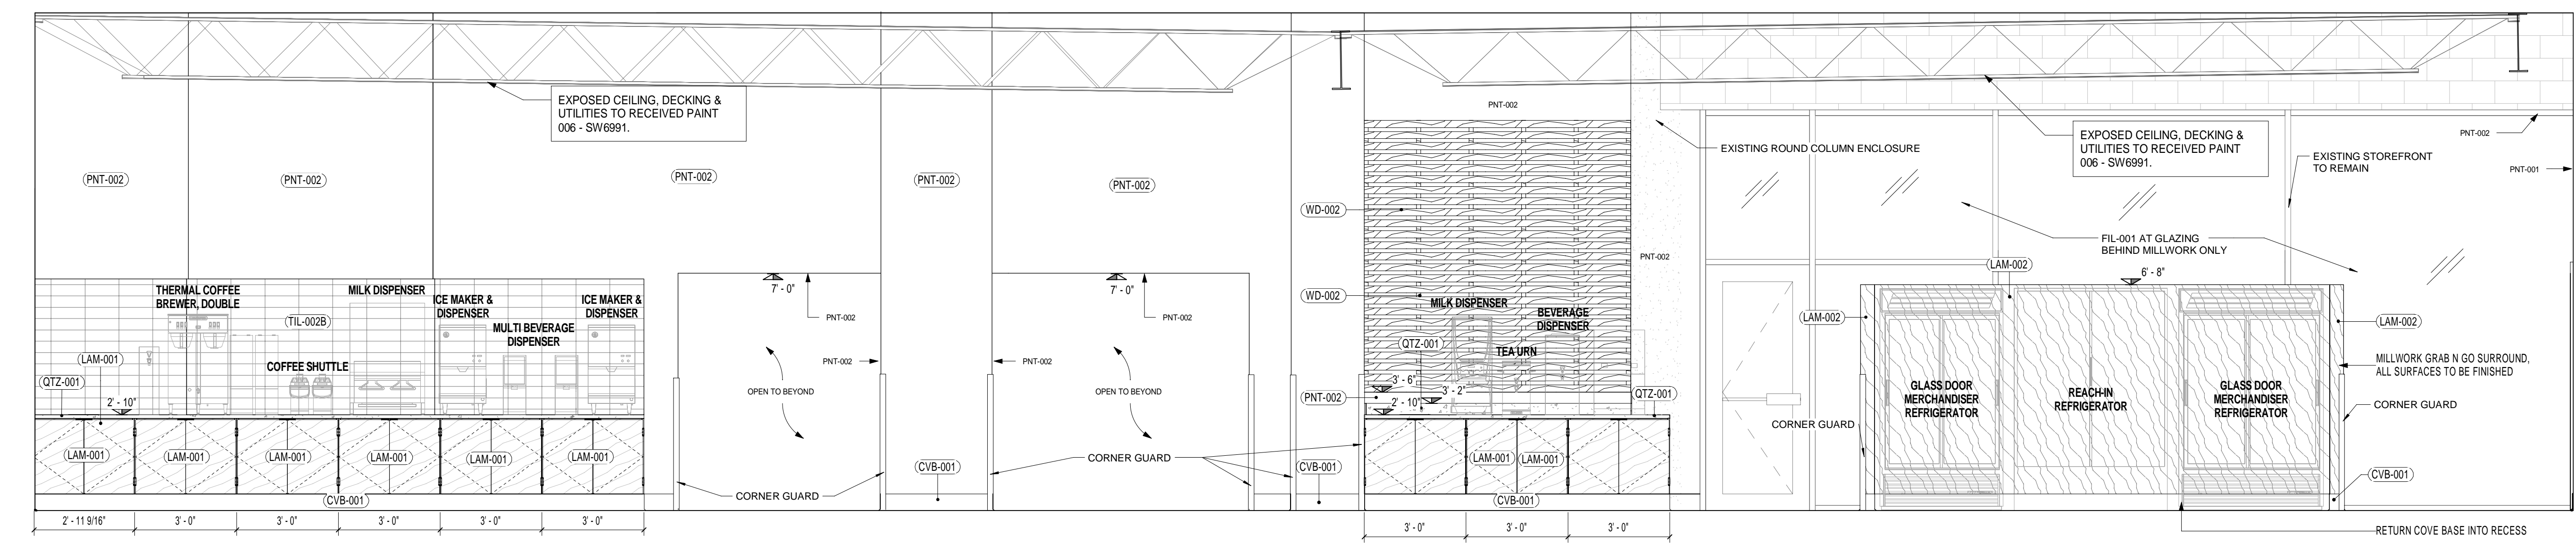 EXPOSED CEILING, DECKING &
UTILITIES TO RECEIVED PAINT
006 - SW6991.
PNT-002
PNT-002
PNT-002
PNT-002
PNT-002
THERMAL COFFEE
BREWER, DOUBLE
MILK DISPENSER
ICE MAKER &
DISPENSER
ICE MAKER &
DISPENSER
TIL-002B
MULTI BEVERAGE
DISPENSER
COFFEE SHUTTLE
LAM-001
QTZ-001
2' - 10"
LAM-001
LAM-001
LAM-001
LAM-001
LAM-001
LAM-001
CVB-001
2' - 11 9/16"
3' - 0"
3' - 0"
3' - 0"
3' - 0"
3' - 0"
7' - 0"
PNT-002
PNT-002
OPEN TO BEYOND
CORNER GUARD
PNT-002
CVB-001
7' - 0"
PNT-002
OPEN TO BEYOND
CORNER GUARD
CVB-001
PNT-002
WD-002
WD-002
PNT-002
EXISTING ROUND COLUMN ENCLOSURE
PNT-002
MILK DISPENSER
BEVERAGE
DISPENSER
QTZ-001
TEA URN
3' - 6"
3' - 2"
2' - 10"
QTZ-001
LAM-001
LAM-001
CVB-001
3' - 0"
3' - 0"
3' - 0"
EXPOSED CEILING, DECKING &
UTILITIES TO RECEIVED PAINT
006 - SW6991.
PNT-002
EXISTING STOREFRONT
TO REMAIN
PNT-001
FIL-001 AT GLAZING
BEHIND MILLWORK ONLY
LAM-002
6' - 8"
LAM-002
LAM-002
GLASS DOOR
MERCHANDISER
REFRIGERATOR
REACH-IN
REFRIGERATOR
GLASS DOOR
MERCHANDISER
REFRIGERATOR
MILLWORK GRAB N GO SURROUND,
ALL SURFACES TO BE FINISHED
CORNER GUARD
CORNER GUARD
CVB-001
RETURN COVE BASE INTO RECESS